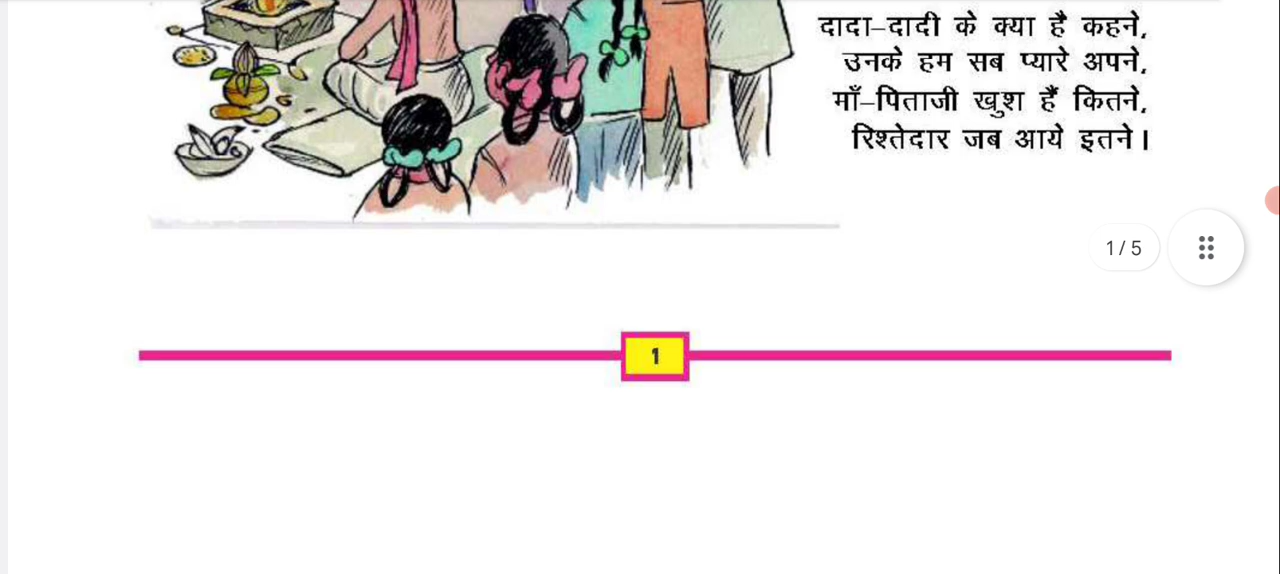 दादा–दादी के क्या है कहने,
उनके हम सब प्यारे अपने,
माँ–पिताजी खुश हैं कितने,
रिश्तेदार जब आये इतने।
1 / 5
1